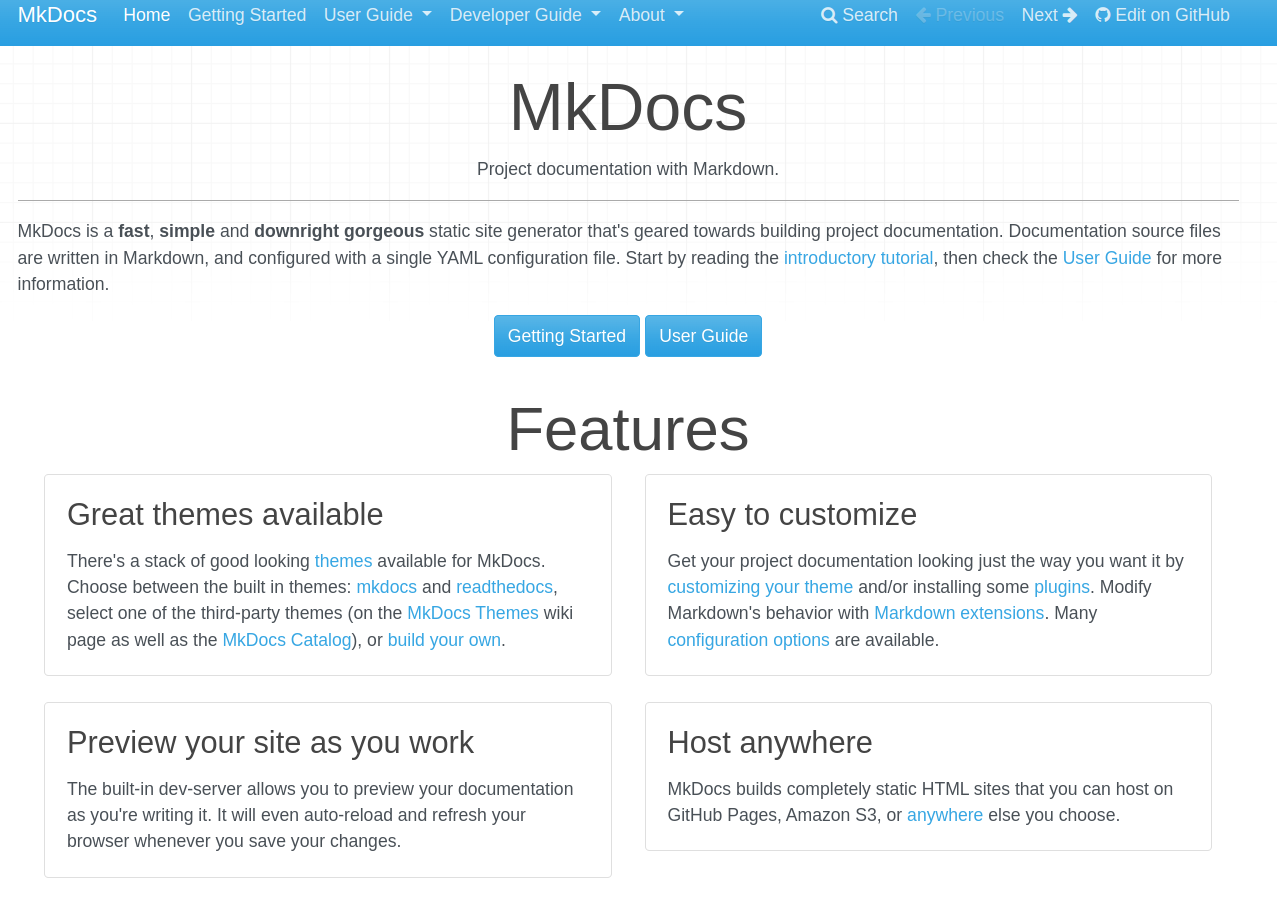 MkDocs Home Getting Started User Guide Developer Guide About Search Previous Next Edit on GitHub
MkDocs
Project documentation with Markdown.
MkDocs is a fast, simple and downright gorgeous static site generator that's geared towards building project documentation. Documentation source files
are written in Markdown, and configured with a single YAML configuration file. Start by reading the introductory tutorial, then check the User Guide for more
information.
Getting Started User Guide
Features
Great themes available
There's a stack of good looking themes available for MkDocs.
Choose between the built in themes: mkdocs and readthedocs,
select one of the third-party themes (on the MkDocs Themes wiki
page as well as the MkDocs Catalog), or build your own.
Easy to customize
Get your project documentation looking just the way you want it by
customizing your theme and/or installing some plugins. Modify
Markdown's behavior with Markdown extensions. Many
configuration options are available.
Preview your site as you work
The built-in dev-server allows you to preview your documentation
as you're writing it. It will even auto-reload and refresh your
browser whenever you save your changes.
Host anywhere
MkDocs builds completely static HTML sites that you can host on
GitHub Pages, Amazon S3, or anywhere else you choose.